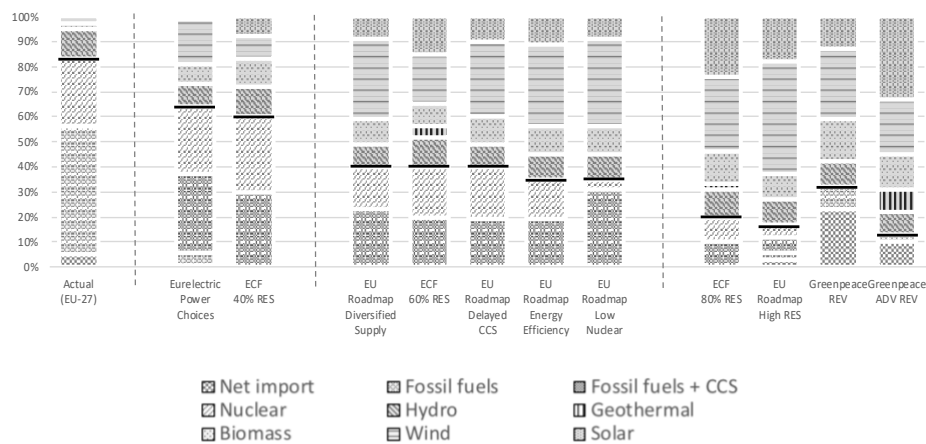 100%
90%
80%
70%
60%
50%
40%
30%
20%
10%
0%
Actual
(EU-27)
Eurelectric
Power
Choices
ECF
40% RES
EU
Roadmap
Diversified
Supply
ECF
60% RES
EU
Roadmap
Delayed
CCS
EU
Roadmap
Energy
Efficiency
EU
Roadmap
Low
Nuclear
ECF
80% RES
EU
Roadmap
High RES
Greenpeace
REV
Greenpeace
ADV REV
Net import
Fossil fuels
Fossil fuels + CCS
Nuclear
Hydro
Geothermal
Biomass
Wind
Solar